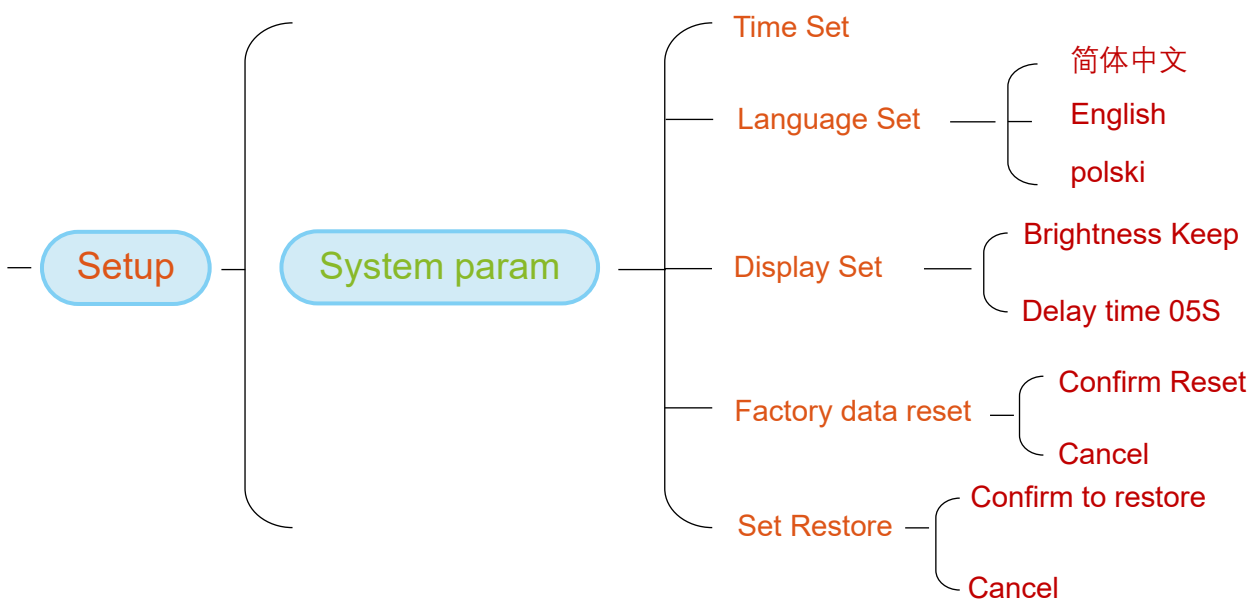 Setup
System param
Time Set
Language Set
简体中文
English
polski
Display Set
Brightness Keep
Delay time 05S
Factory data reset
Confirm Reset
Cancel
Set Restore
Confirm to restore
Cancel